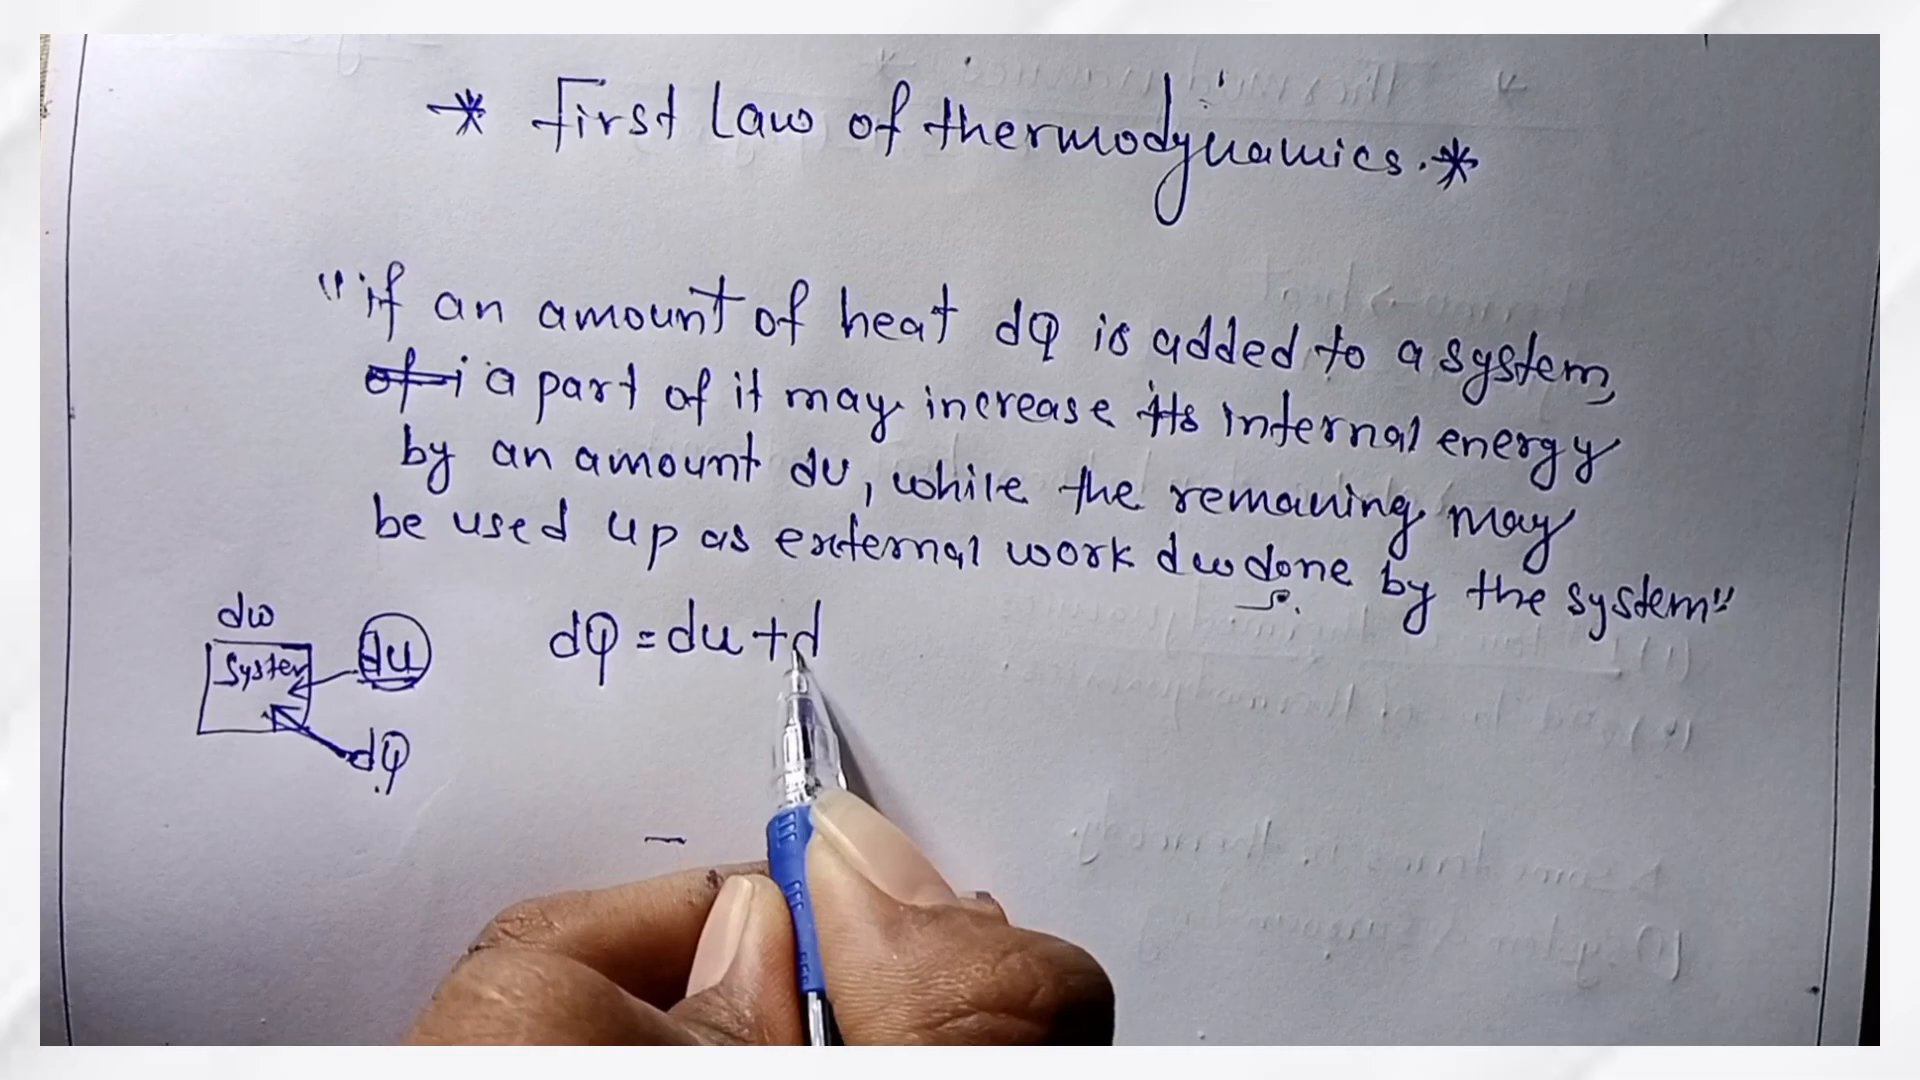 * First Law of thermodynamics. *
"if an amount of heat dQ is added to a system,
a part of it may increase its internal energy
by an amount du, while the remauing may
be used up as external work dw done by the system"
dw
System
du
dQ
dQ = du + d